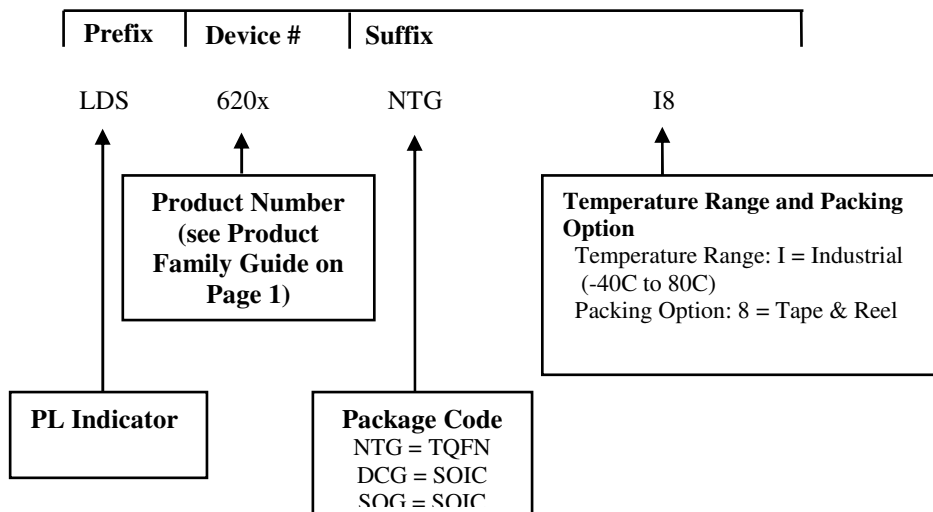 Prefix Device # Suffix
LDS 620x NTG I8
Product Number
(see Product
Family Guide on
Page 1)
Temperature Range and Packing
Option
Temperature Range: I = Industrial
(-40C to 80C)
Packing Option: 8 = Tape & Reel
PL Indicator
Package Code
NTG = TQFN
DCG = SOIC
SOG = SOIC